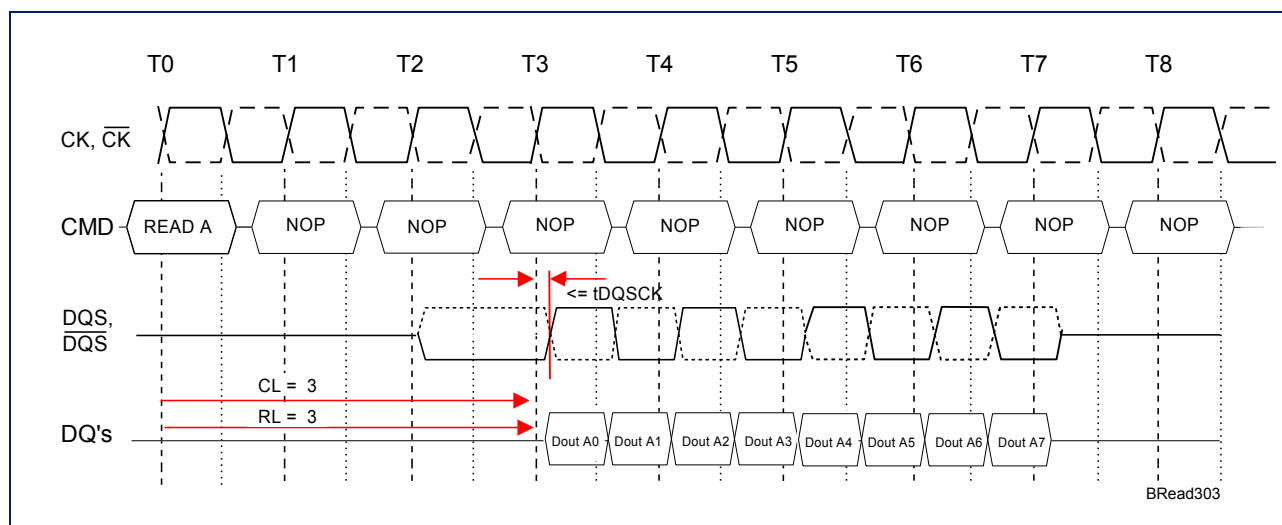 T0 T1 T2 T3 T4 T5 T6 T7 T8
CK, C̅K̅
CMD READ A NOP NOP NOP NOP NOP NOP NOP NOP
<= tDQSCK
DQS,
D̅Q̅S̅
CL = 3
RL = 3
DQ's Dout A0 Dout A1 Dout A2 Dout A3 Dout A4 Dout A5 Dout A6 Dout A7
BRead303